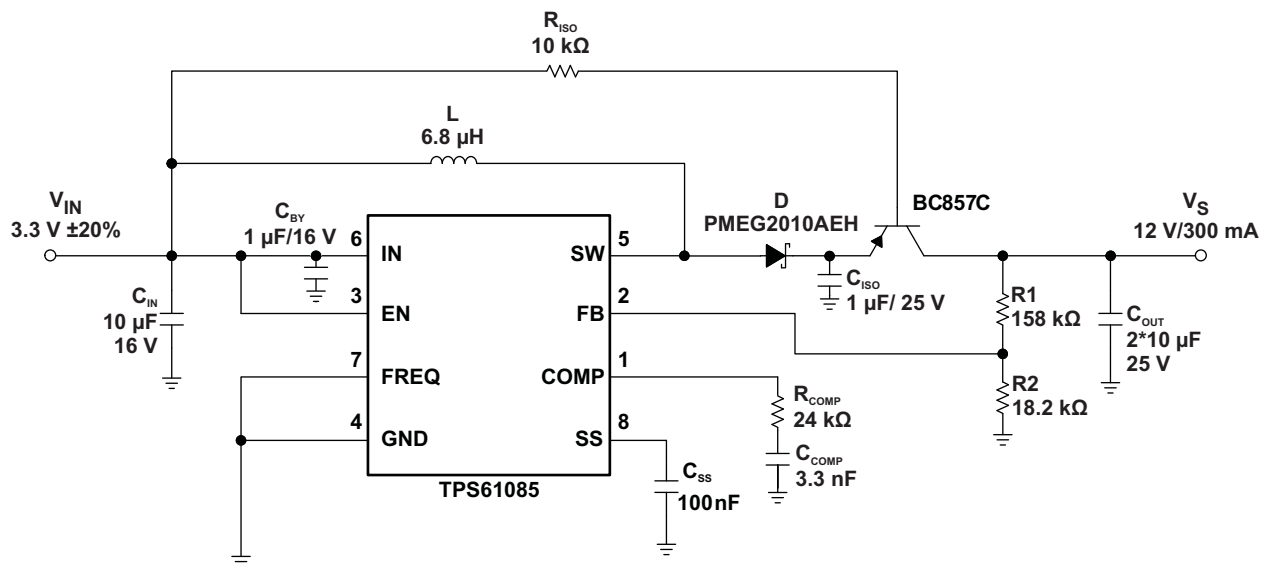 R_ISO
10 kΩ
L
6.8 µH
V_IN
3.3 V ±20%
C_BY
1 µF/16 V
D
PMEG2010AEH
BC857C
V_S
12 V/300 mA
6
IN
SW
5
C_IN
10 µF
16 V
3
EN
FB
2
C_ISO
1 µF/ 25 V
R1
158 kΩ
C_OUT
2*10 µF
25 V
7
FREQ
COMP
1
R_COMP
24 kΩ
R2
18.2 kΩ
4
GND
SS
8
C_COMP
3.3 nF
C_SS
100nF
TPS61085